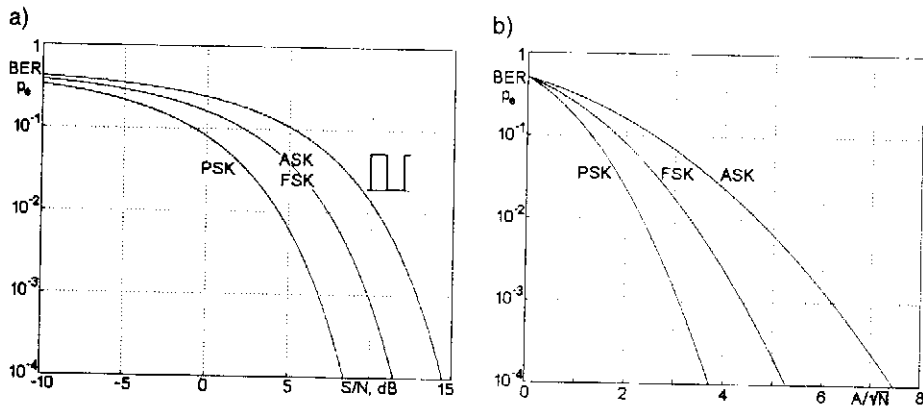 a)
1
BER
pₑ
10⁻¹
10⁻²
10⁻³
10⁻⁴
PSK
ASK
FSK
-10
-5
0
5
S/N, dB
15
b)
1
BER
pₑ
10⁻¹
10⁻²
10⁻³
10⁻⁴
PSK
FSK
ASK
0
2
4
6
A/√N
8